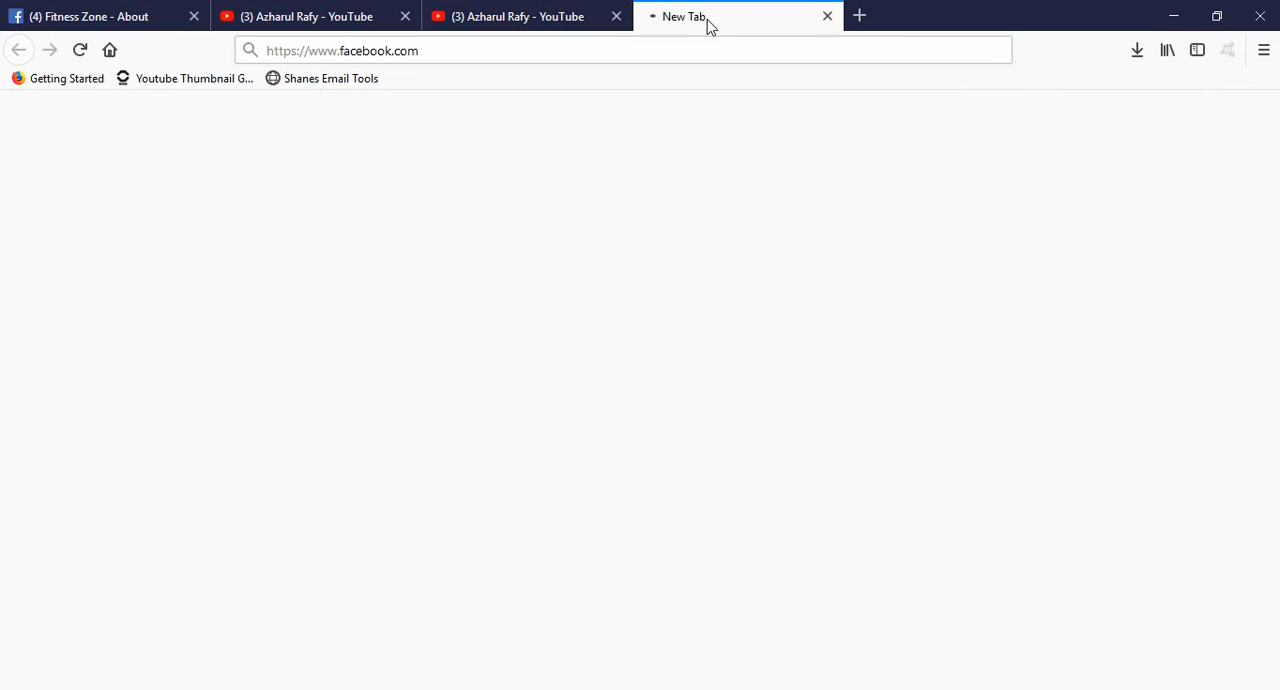 (4) Fitness Zone - About
(3) Azharul Rafy - YouTube
(3) Azharul Rafy - YouTube
New Tab
https://www.facebook.com
Getting Started
Youtube Thumbnail G...
Shanes Email Tools